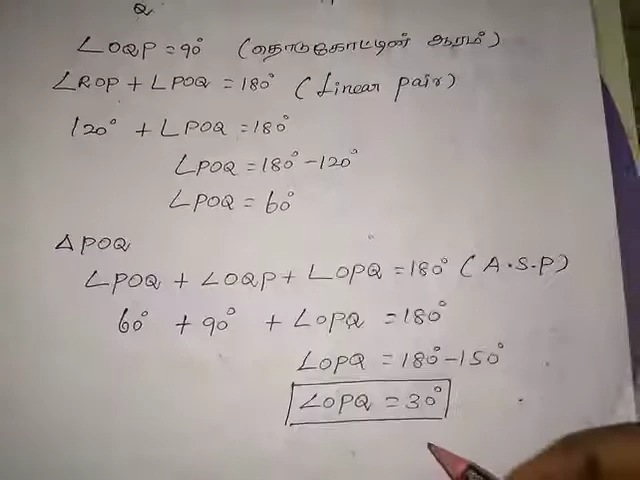 Q
∠OQP = 90° (தொடுகோட்டின் ஆரம்)
∠ROP + ∠POQ = 180° (Linear pair)
120° + ∠POQ = 180°
∠POQ = 180° - 120°
∠POQ = 60°
△POQ
∠POQ + ∠OQP + ∠OPQ = 180° (A.S.P)
60° + 90° + ∠OPQ = 180°
∠OPQ = 180° - 150°
∠OPQ = 30°